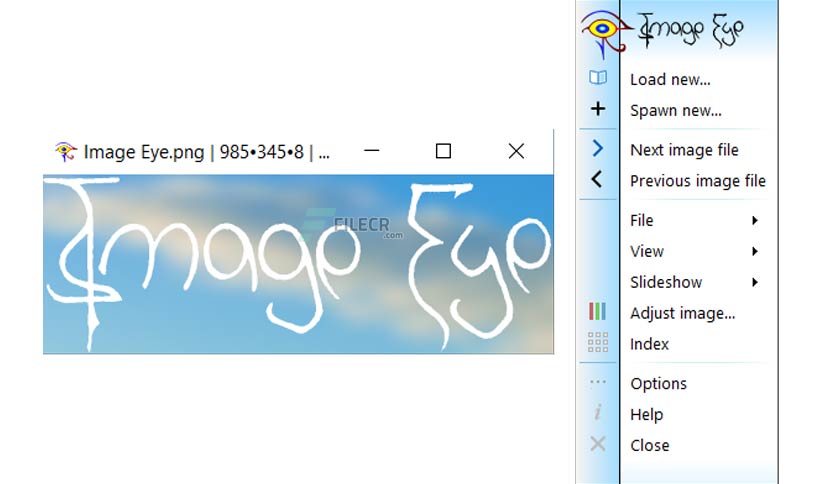 Image Eye.png | 985•345•8 | ...
Image Eye
FILECR
.com
Image Eye
Load new...
Spawn new...
Next image file
Previous image file
File
View
Slideshow
Adjust image...
Index
Options
Help
Close